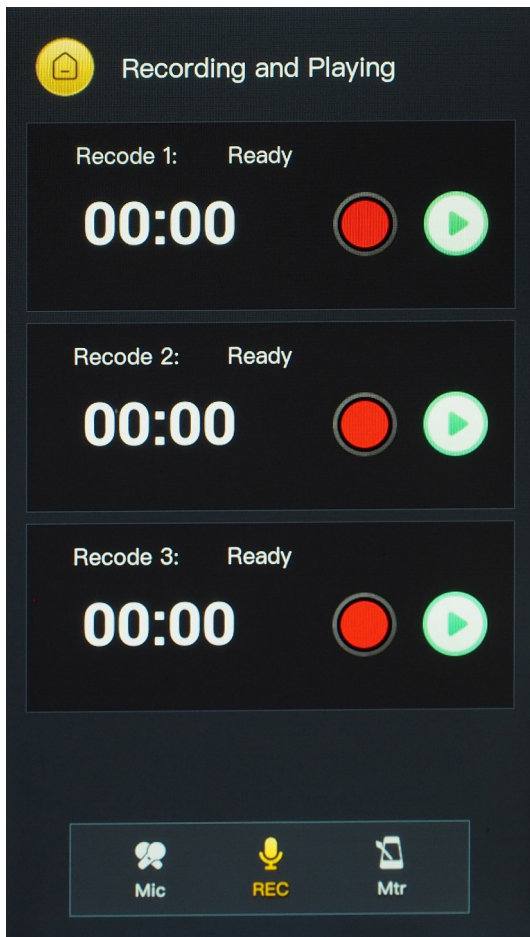 Recording and Playing
Recode 1: Ready
00:00
Recode 2: Ready
00:00
Recode 3: Ready
00:00
Mic REC Mtr